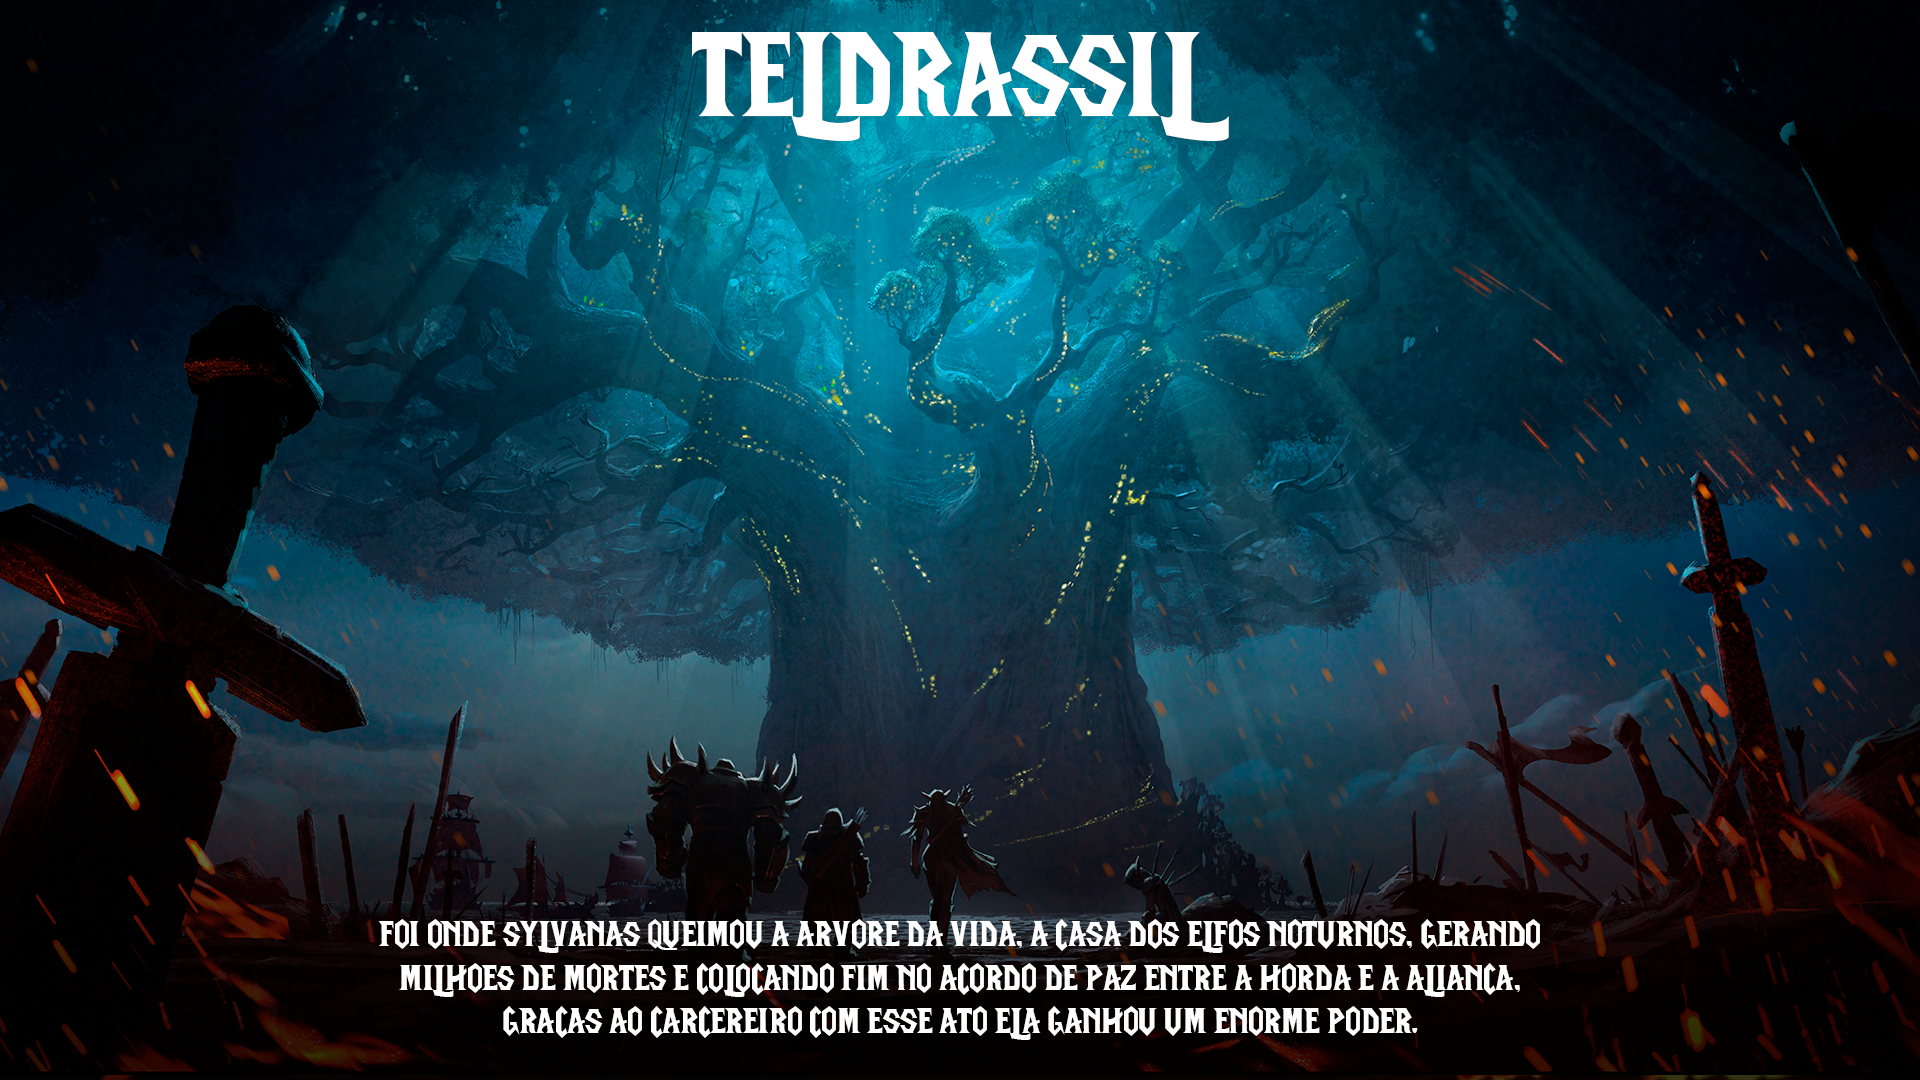 TELDRASSIL
FOI ONDE SYLVANAS QUEIMOU A ARVORE DA VIDA, A CASA DOS ELFOS NOTURNOS, GERANDO
MILHOES DE MORTES E COLOCANDO FIM NO ACORDO DE PAZ ENTRE A HORDA E A ALIANCA,
GRACAS AO CARCEREIRO COM ESSE ATO ELA GANHOU UM ENORME PODER.